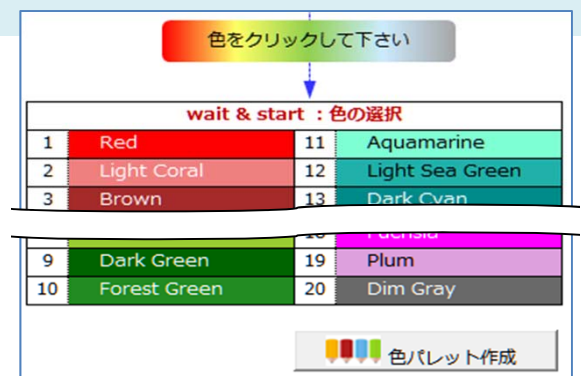 色をクリックして下さい
wait & start ：色の選択
1 Red 11 Aquamarine
2 Light Coral 12 Light Sea Green
3 Brown 13 Dark Cyan
18 Fuchsia
9 Dark Green 19 Plum
10 Forest Green 20 Dim Gray
色パレット作成